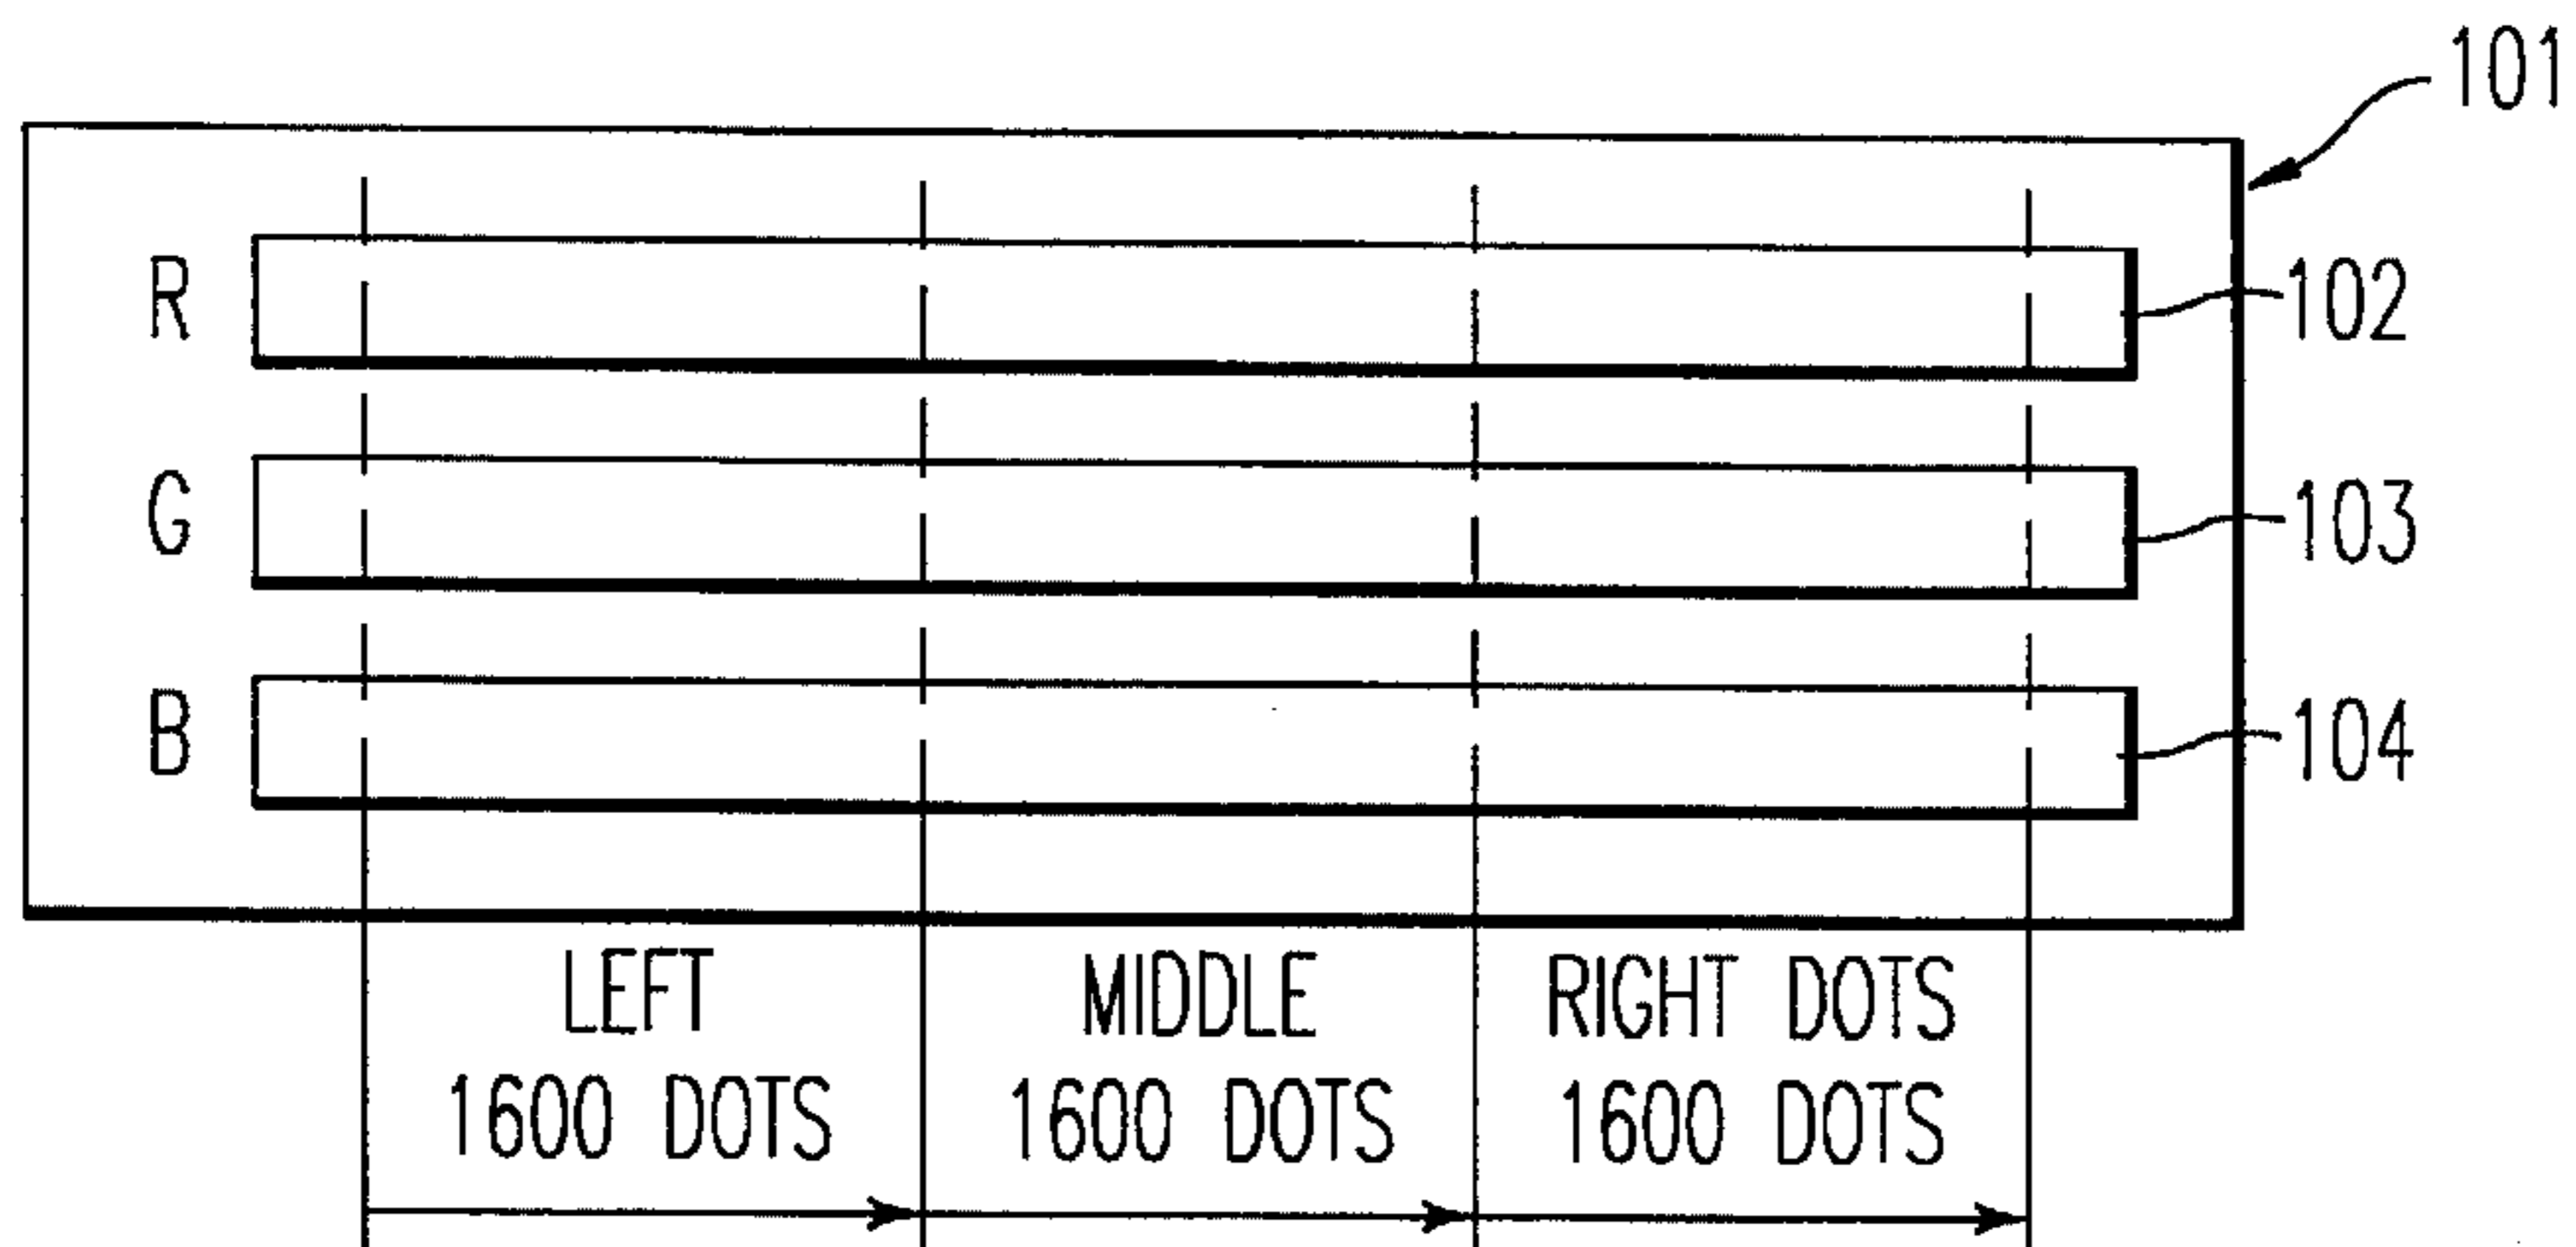 101
R 102
G 103
B 104
LEFT MIDDLE RIGHT DOTS
1600 DOTS 1600 DOTS 1600 DOTS